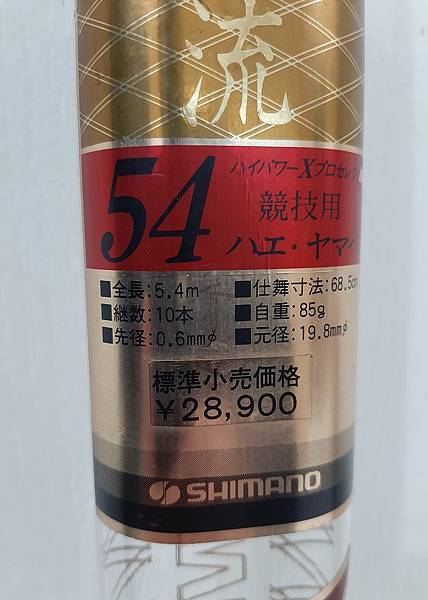 流
54
ハイパワーXプロセレク
競技用
ハエ・ヤマベ
■全長:5.4m ■仕舞寸法:68.5cm
■継数:10本 ■自重:85g
■先径:0.6mmφ ■元径:19.8mmφ
標準小売価格
￥28,900
SHIMANO